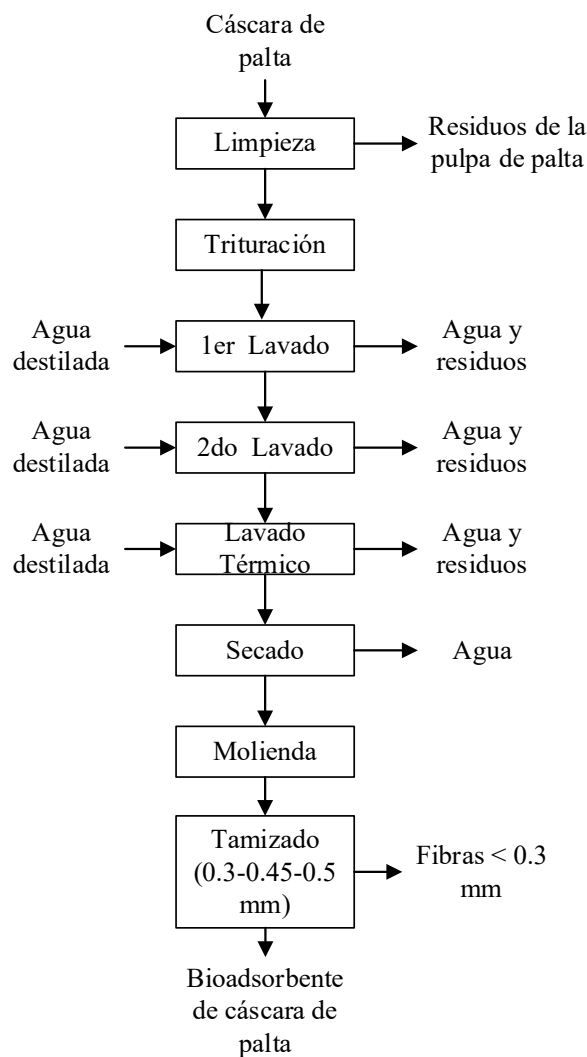 Cáscara de
palta
Limpieza
Residuos de la
pulpa de palta
Trituración
Agua
destilada
1er Lavado
Agua y
residuos
Agua
destilada
2do Lavado
Agua y
residuos
Agua
destilada
Lavado
Térmico
Agua y
residuos
Secado
Agua
Molienda
Tamizado
(0.3-0.45-0.5
mm)
Fibras < 0.3
mm
Bioadsorbente
de cáscara de
palta